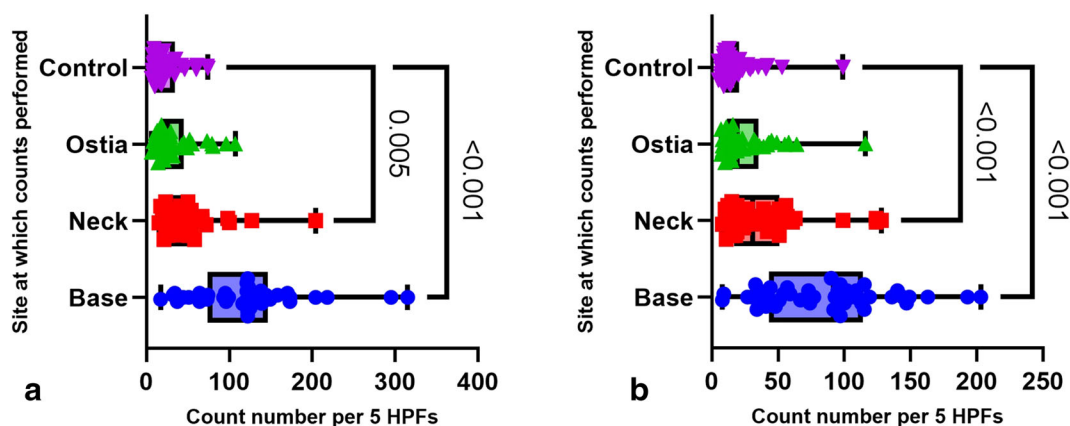 Site at which counts performed
Control
Ostia
Neck
Base
0.005
<0.001
0
100
200
300
400
Count number per 5 HPFs
a
Site at which counts performed
Control
Ostia
Neck
Base
<0.001
<0.001
0
50
100
150
200
250
Count number per 5 HPFs
b